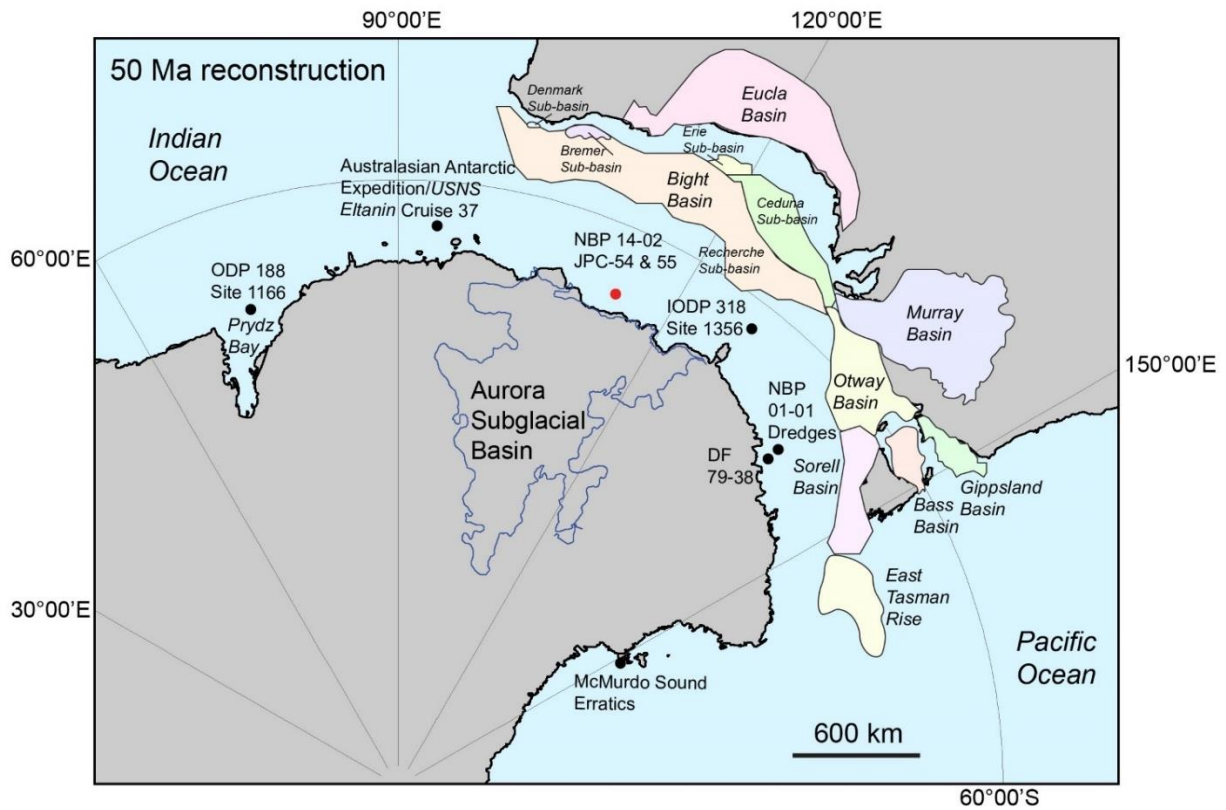 90°00'E
120°00'E
50 Ma reconstruction
Indian
Ocean
Denmark
Sub-basin
Eucla
Basin
Erie
Sub-basin
Bremer
Sub-basin
Bight
Basin
Ceduna
Sub-basin
Australasian Antarctic
Expedition/USNS
Eltanin Cruise 37
60°00'E
ODP 188
Site 1166
Prydz
Bay
NBP 14-02
JPC-54 & 55
Recherche
Sub-basin
IODP 318
Site 1356
Murray
Basin
150°00'E
Aurora
Subglacial
Basin
Otway
Basin
NBP
01-01
Dredges
DF
79-38
Sorell
Basin
Bass
Basin
Gippsland
Basin
East
Tasman
Rise
30°00'E
Pacific
Ocean
McMurdo Sound
Erratics
600 km
60°00'S